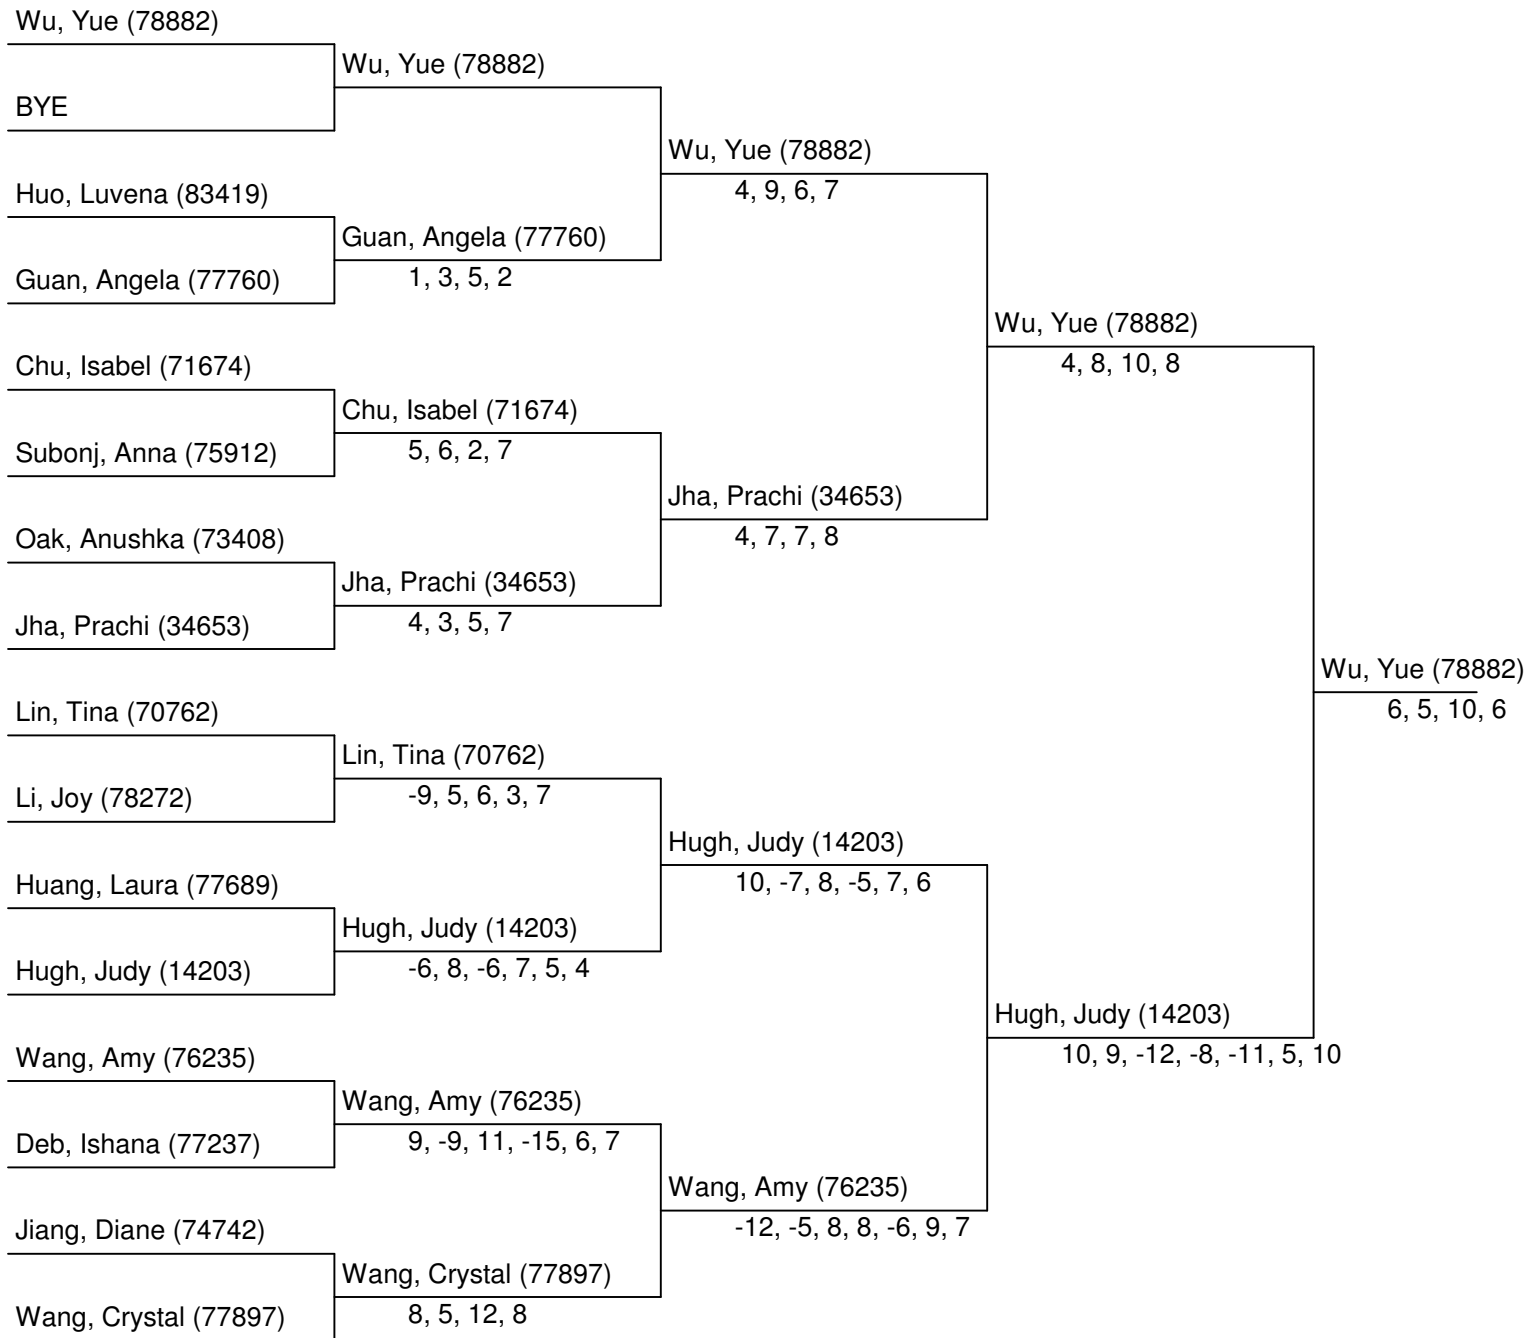 Wu, Yue (78882)
BYE
Huo, Luvena (83419)
Guan, Angela (77760)
Chu, Isabel (71674)
Subonj, Anna (75912)
Oak, Anushka (73408)
Jha, Prachi (34653)
Lin, Tina (70762)
Li, Joy (78272)
Huang, Laura (77689)
Hugh, Judy (14203)
Wang, Amy (76235)
Deb, Ishana (77237)
Jiang, Diane (74742)
Wang, Crystal (77897)
Wu, Yue (78882)
Guan, Angela (77760)
1, 3, 5, 2
Chu, Isabel (71674)
5, 6, 2, 7
Jha, Prachi (34653)
4, 3, 5, 7
Lin, Tina (70762)
-9, 5, 6, 3, 7
Hugh, Judy (14203)
-6, 8, -6, 7, 5, 4
Wang, Amy (76235)
9, -9, 11, -15, 6, 7
Wang, Crystal (77897)
8, 5, 12, 8
Wu, Yue (78882)
4, 9, 6, 7
Jha, Prachi (34653)
4, 7, 7, 8
Hugh, Judy (14203)
10, -7, 8, -5, 7, 6
Wang, Amy (76235)
-12, -5, 8, 8, -6, 9, 7
Wu, Yue (78882)
4, 8, 10, 8
Hugh, Judy (14203)
10, 9, -12, -8, -11, 5, 10
Wu, Yue (78882)
6, 5, 10, 6